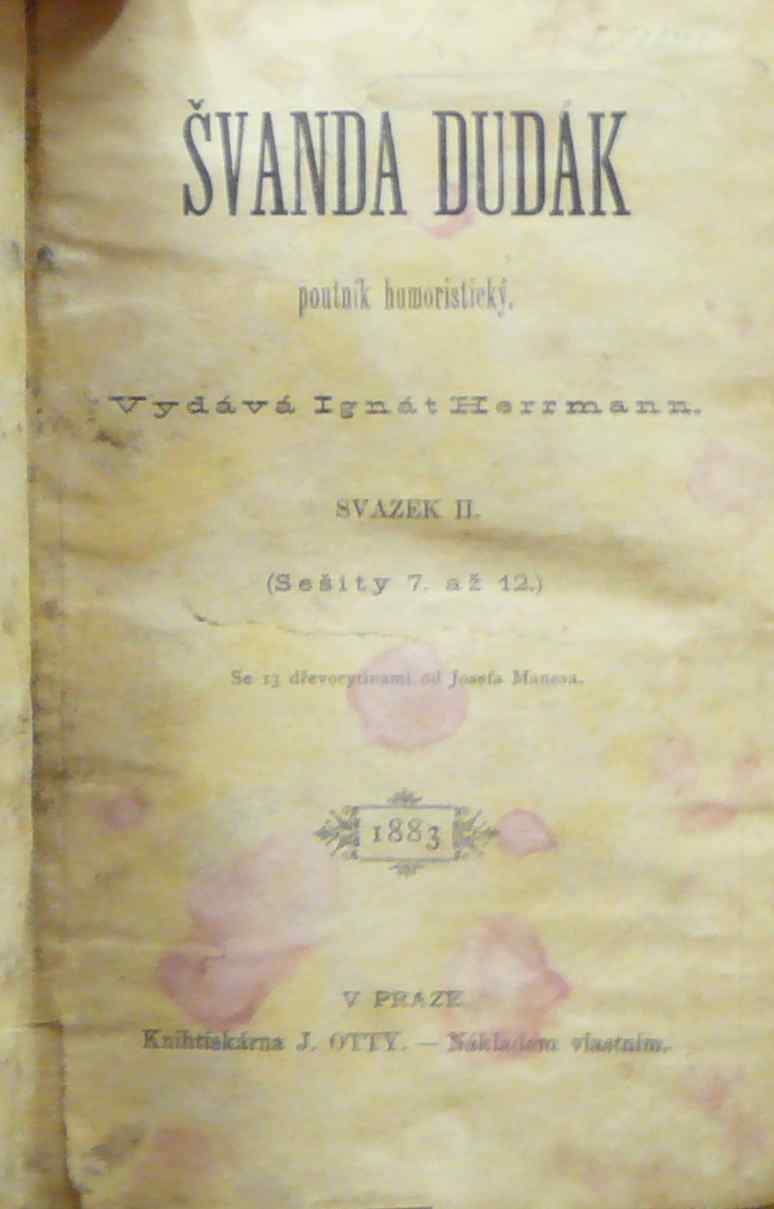 ŠVANDA DUDÁK
poutník humoristický.
Vydává Ignát Herrmann.
SVAZEK II.
(Sešity 7. až 12.)
Se 13 dřevorytinami od Josefa Manesa.
1883
V PRAZE
Knihtiskárna J. OTTY. — Nákladem vlastním.